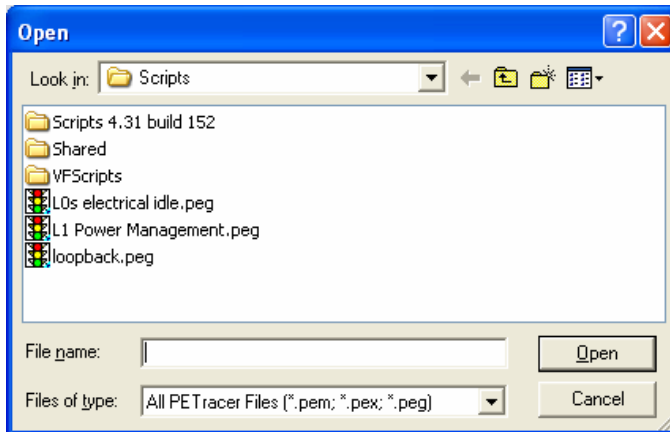 Open
Look in: Scripts
Scripts 4.31 build 152
Shared
VFScripts
L0s electrical idle.peg
L1 Power Management.peg
loopback.peg
File name: Open
Files of type: All PETracer Files (*.pem; *.pex; *.peg) Cancel